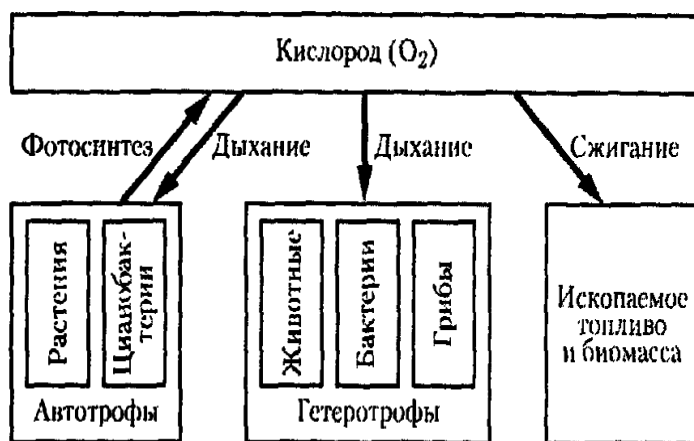 Кислород (O₂)
Фотосинтез
Дыхание
Дыхание
Сжигание
Растения
Цианобак-
терии
Автотрофы
Животные
Бактерии
Грибы
Гетеротрофы
Ископаемое
топливо
и биомасса